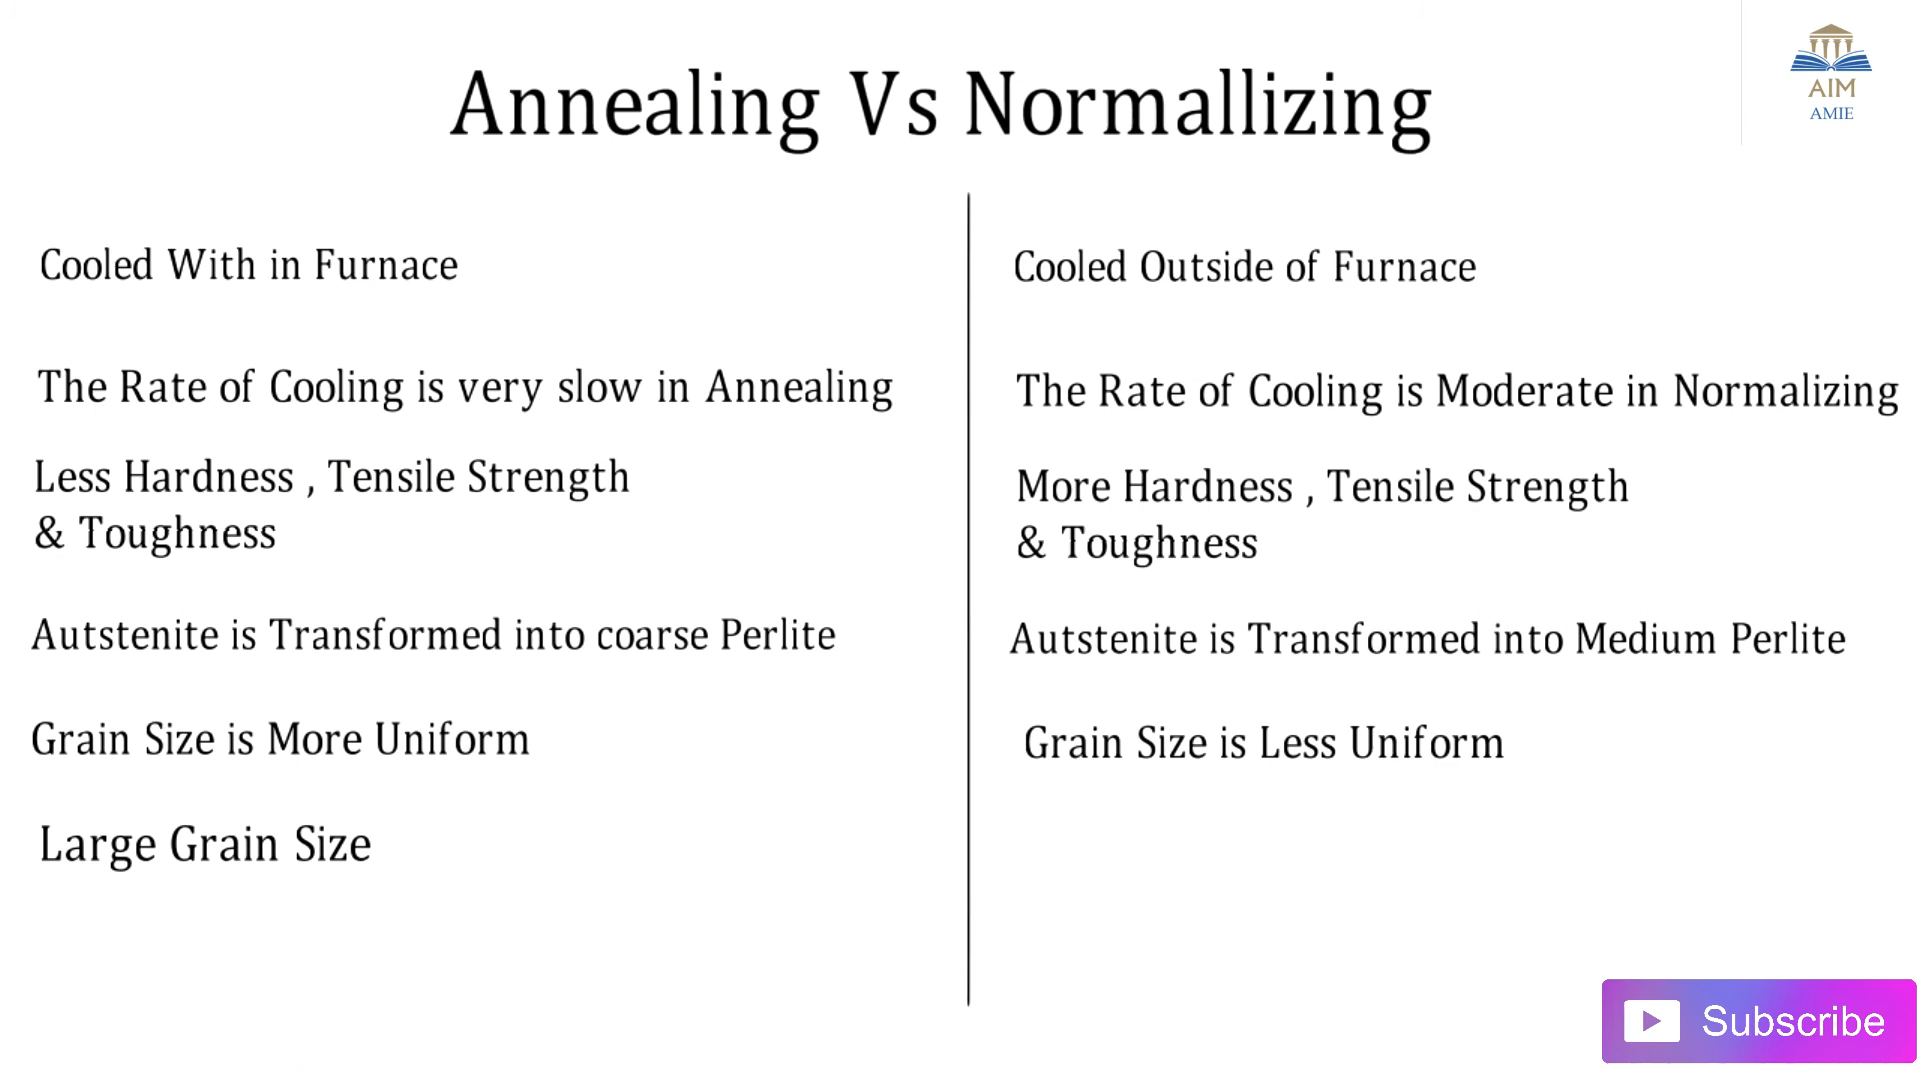 Annealing Vs Normallizing
AIM
AMIE
Cooled With in Furnace
The Rate of Cooling is very slow in Annealing
Less Hardness , Tensile Strength
& Toughness
Autstenite is Transformed into coarse Perlite
Grain Size is More Uniform
Large Grain Size
Cooled Outside of Furnace
The Rate of Cooling is Moderate in Normalizing
More Hardness , Tensile Strength
& Toughness
Autstenite is Transformed into Medium Perlite
Grain Size is Less Uniform
Subscribe